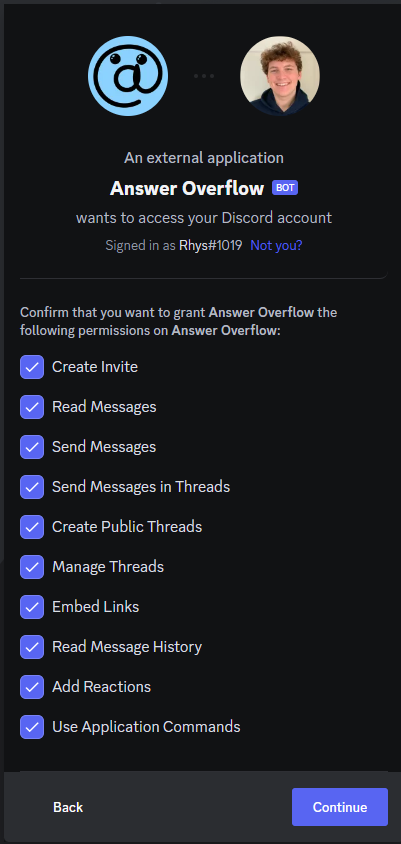 An external application
Answer Overflow BOT
wants to access your Discord account
Signed in as Rhys#1019 Not you?
Confirm that you want to grant Answer Overflow the
following permissions on Answer Overflow:
Create Invite
Read Messages
Send Messages
Send Messages in Threads
Create Public Threads
Manage Threads
Embed Links
Read Message History
Add Reactions
Use Application Commands
Back Continue